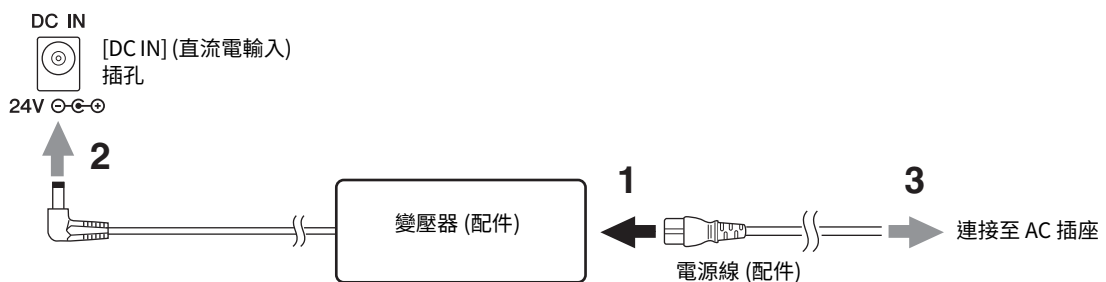 DC IN
[DC IN] (直流電輸入)
插孔
24V
2
1
3
變壓器 (配件)
連接至 AC 插座
電源線 (配件)